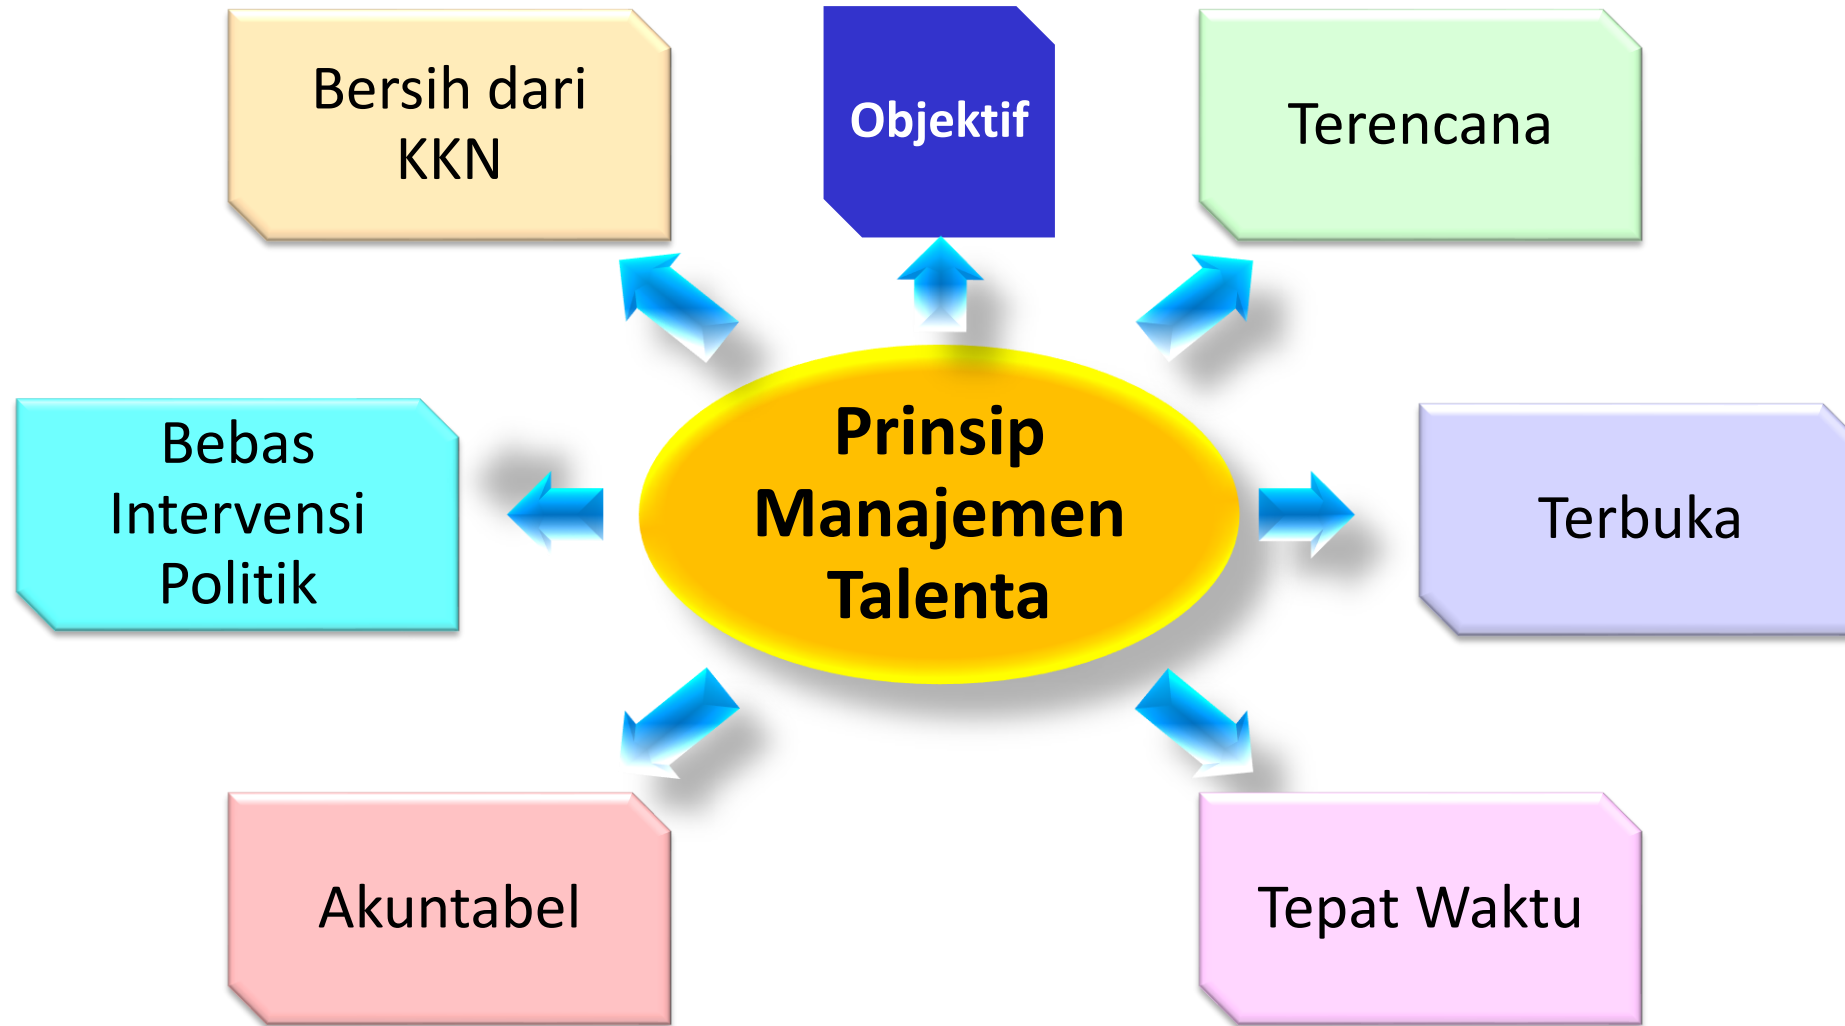 Bersih dari
KKN
Objektif
Terencana
Bebas
Intervensi
Politik
Prinsip
Manajemen
Talenta
Terbuka
Akuntabel
Tepat Waktu